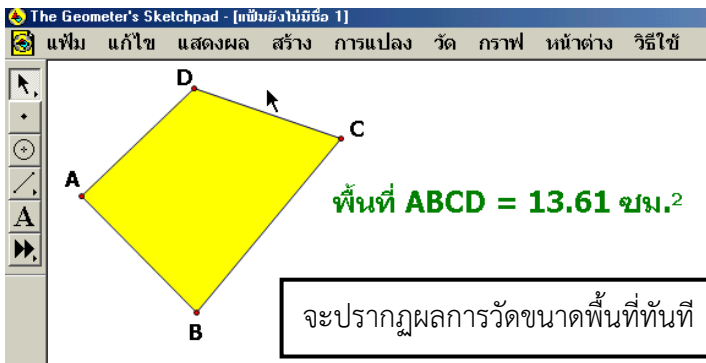 The Geometer's Sketchpad - [แฟ้มยังไม่มีชื่อ 1]
แฟ้ม แก้ไข แสดงผล สร้าง การแปลง วัด กราฟ หน้าต่าง วิธีใช้
D
C
A
A
พื้นที่ ABCD = 13.61 ซม.²
จะปรากฏผลการวัดขนาดพื้นที่ทันที
B